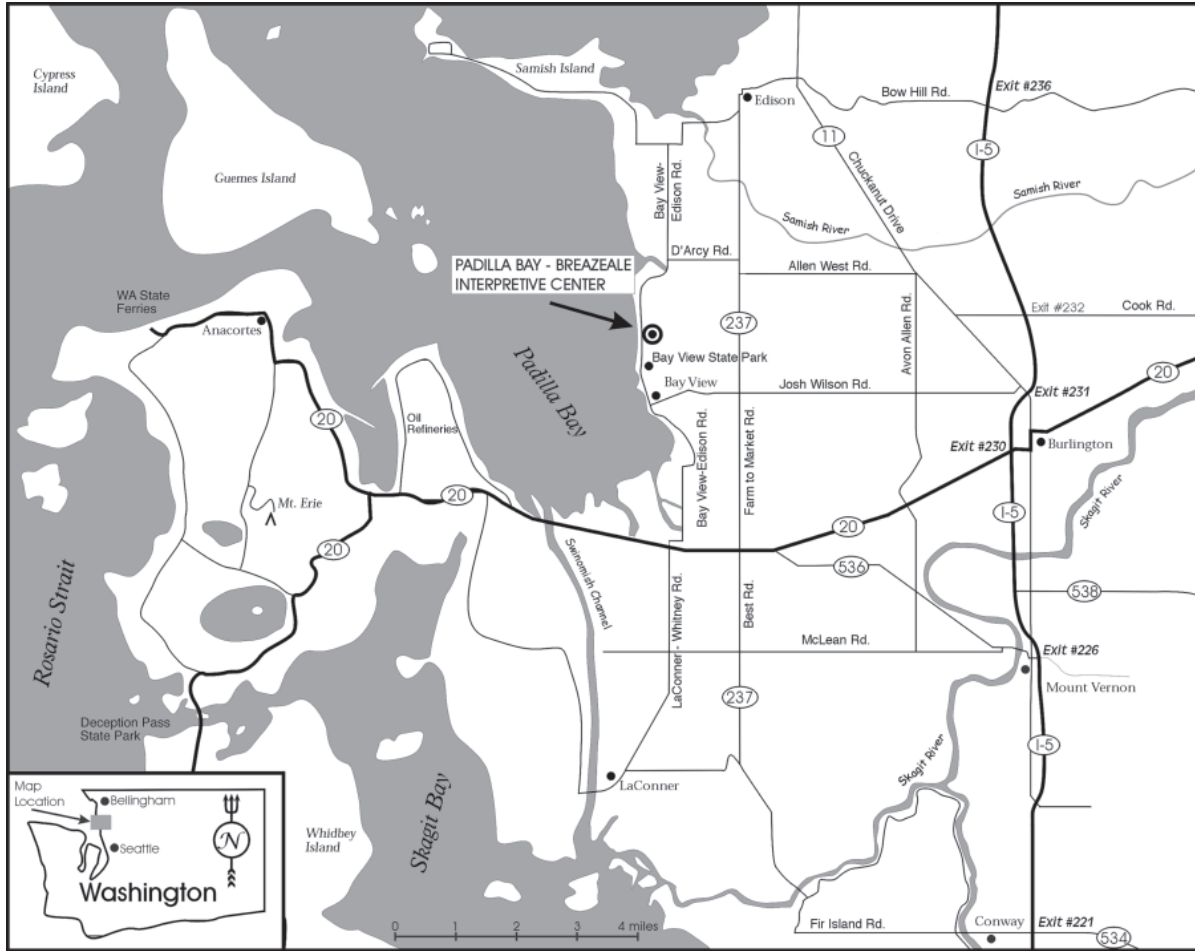 Cypress
Island
Samish Island
Guemes Island
Edison
Bow Hill Rd.
Exit #236
11
I-5
Chuckanut Drive
Bay View-
Edison Rd.
Samish River
Samish River
D'Arcy Rd.
Allen West Rd.
PADILLA BAY - BREAZEALE
INTERPRETIVE CENTER
WA State
Ferries
Anacortes
237
Avon Allen Rd.
Exit #232
Cook Rd.
Padilla Bay
Bay View State Park
Bay View
Josh Wilson Rd.
20
Exit #231
20
Oil
Refineries
Bay View-Edison Rd.
Farm to Market Rd.
Exit #230
Burlington
Mt. Erie
20
20
I-5
Skagit River
20
Swinomish Channel
536
538
Rosario Strait
LaConner - Whitney Rd.
Best Rd.
McLean Rd.
Exit #226
Mount Vernon
237
Deception Pass
State Park
I-5
Skagit River
LaConner
Skagit Bay
Whidbey
Island
Map
Location
Bellingham
Seattle
N
Washington
0 1 2 3 4 miles
Fir Island Rd.
Conway
Exit #221
534